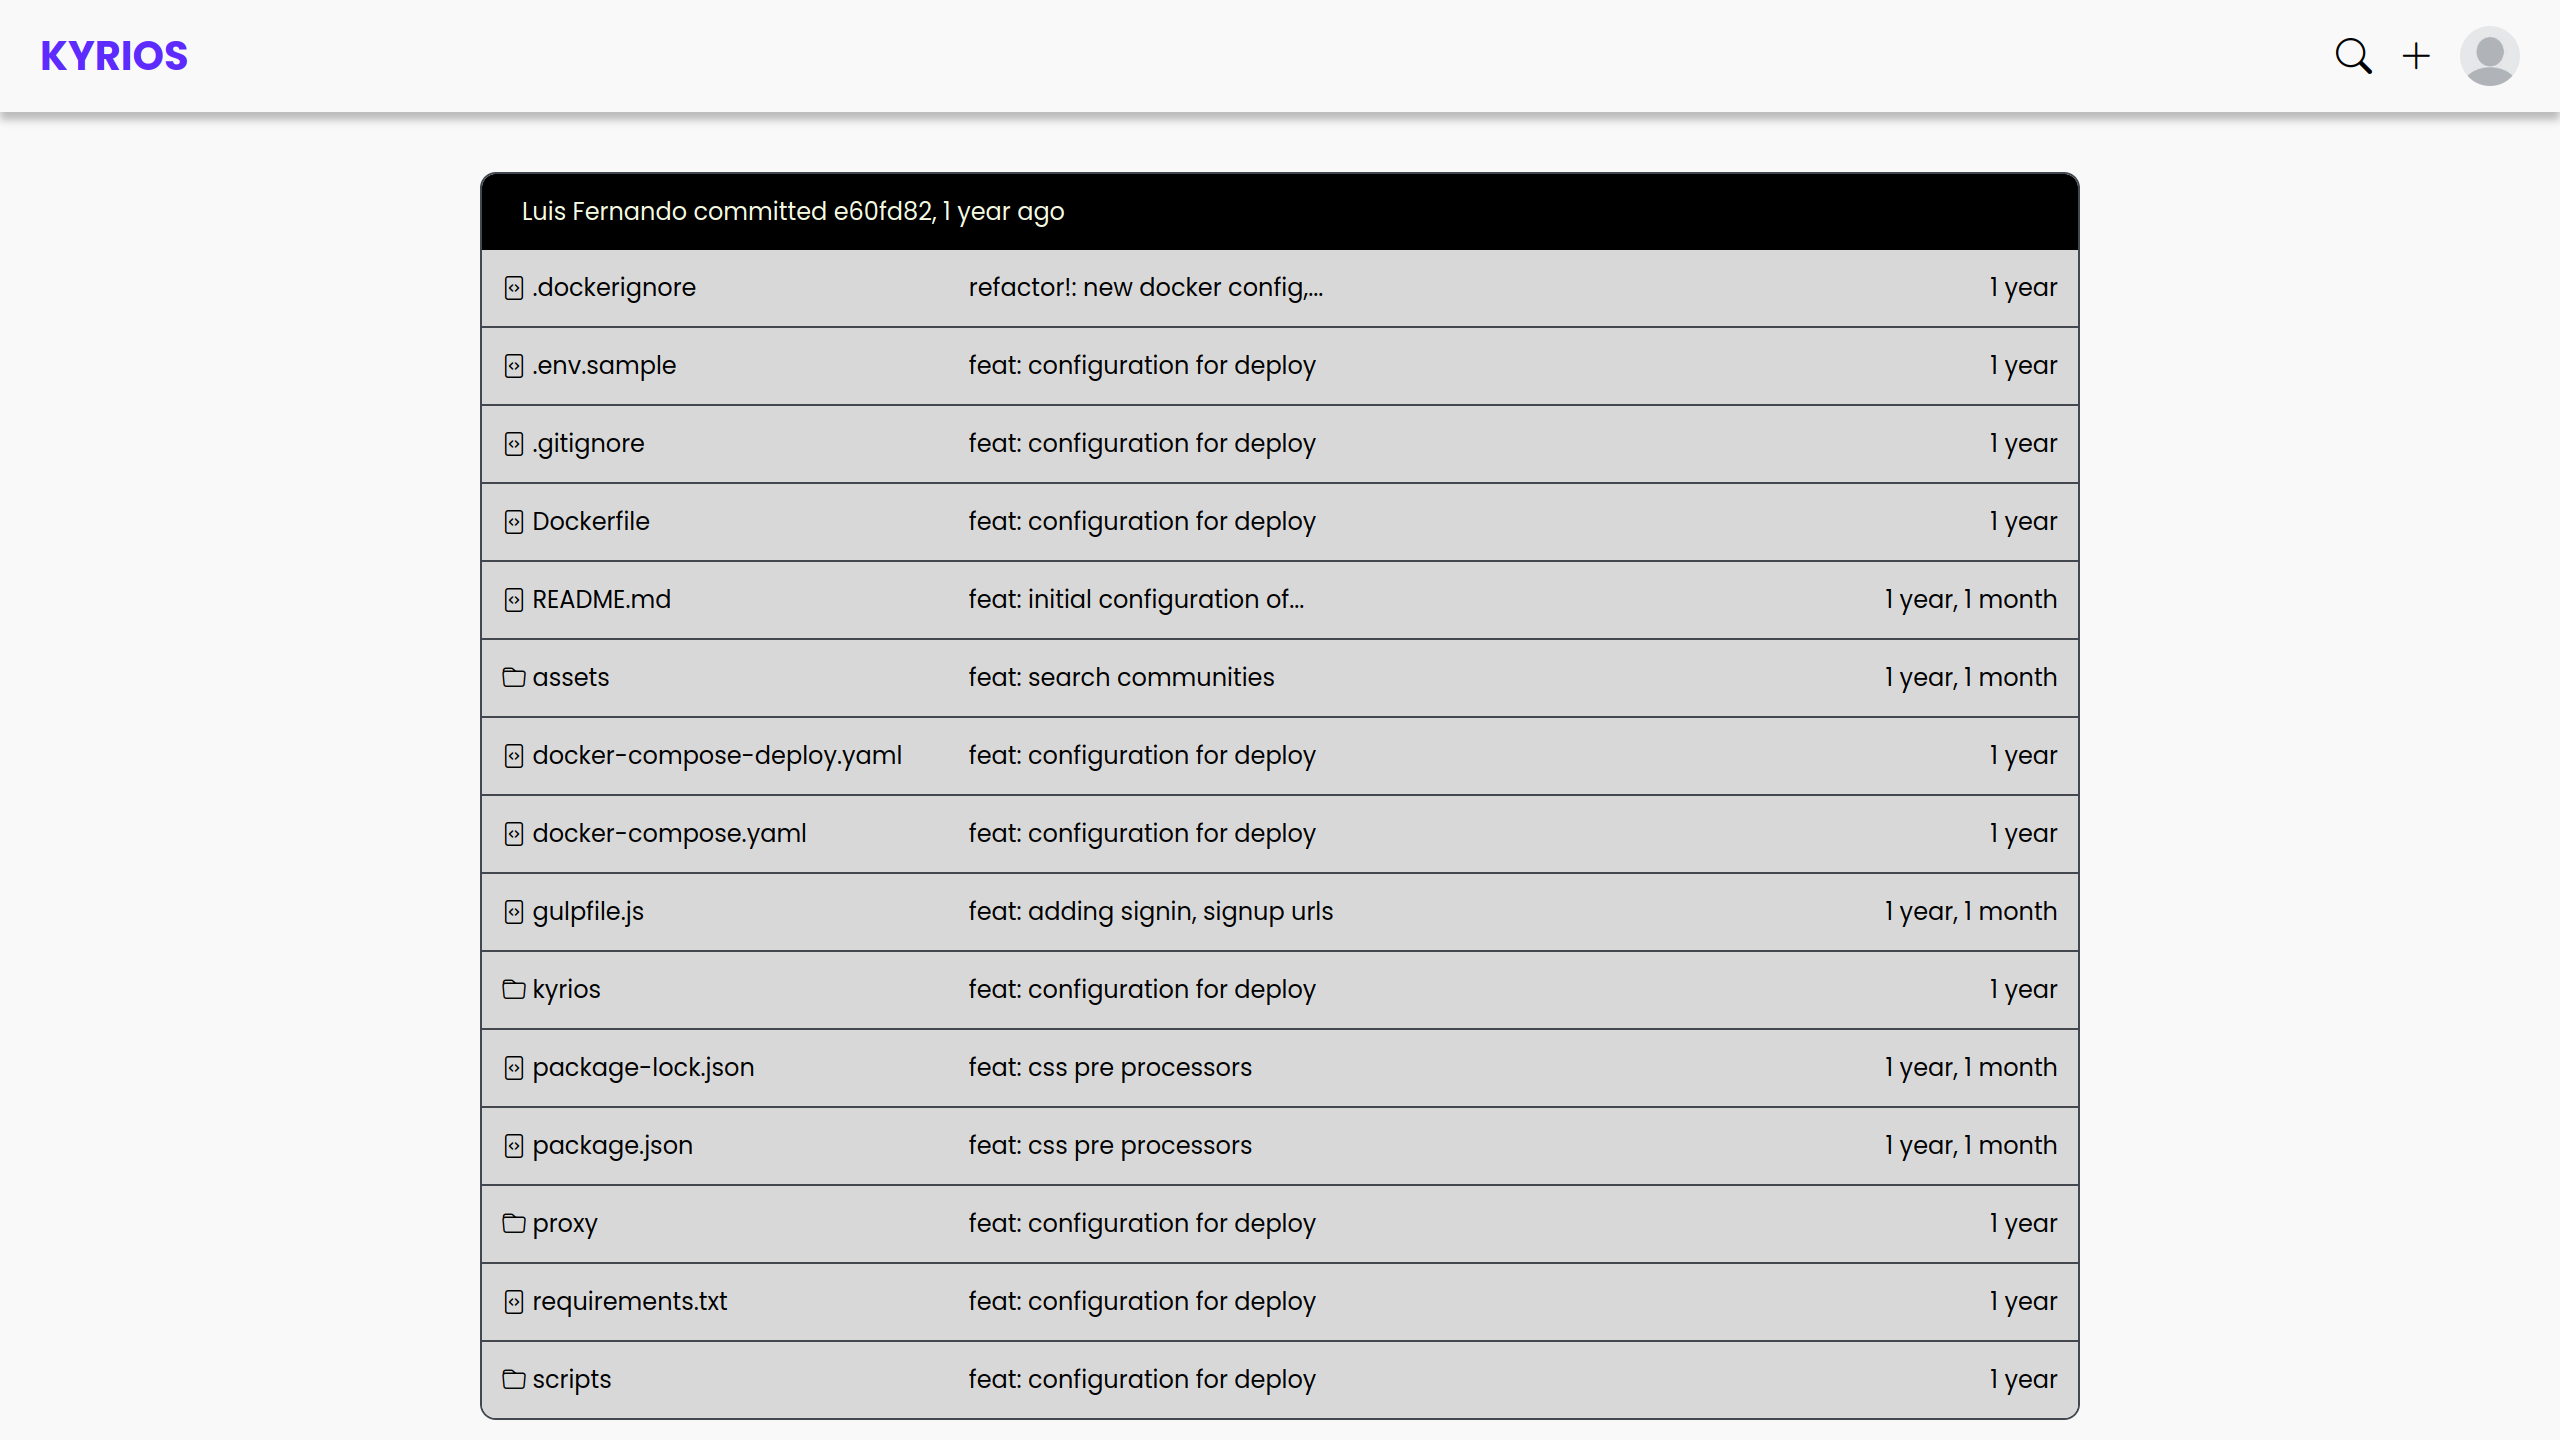 KYRIOS
Luis Fernando committed e60fd82, 1 year ago
.dockerignore refactor!: new docker config,... 1 year
.env.sample feat: configuration for deploy 1 year
.gitignore feat: configuration for deploy 1 year
Dockerfile feat: configuration for deploy 1 year
README.md feat: initial configuration of... 1 year, 1 month
assets feat: search communities 1 year, 1 month
docker-compose-deploy.yaml feat: configuration for deploy 1 year
docker-compose.yaml feat: configuration for deploy 1 year
gulpfile.js feat: adding signin, signup urls 1 year, 1 month
kyrios feat: configuration for deploy 1 year
package-lock.json feat: css pre processors 1 year, 1 month
package.json feat: css pre processors 1 year, 1 month
proxy feat: configuration for deploy 1 year
requirements.txt feat: configuration for deploy 1 year
scripts feat: configuration for deploy 1 year